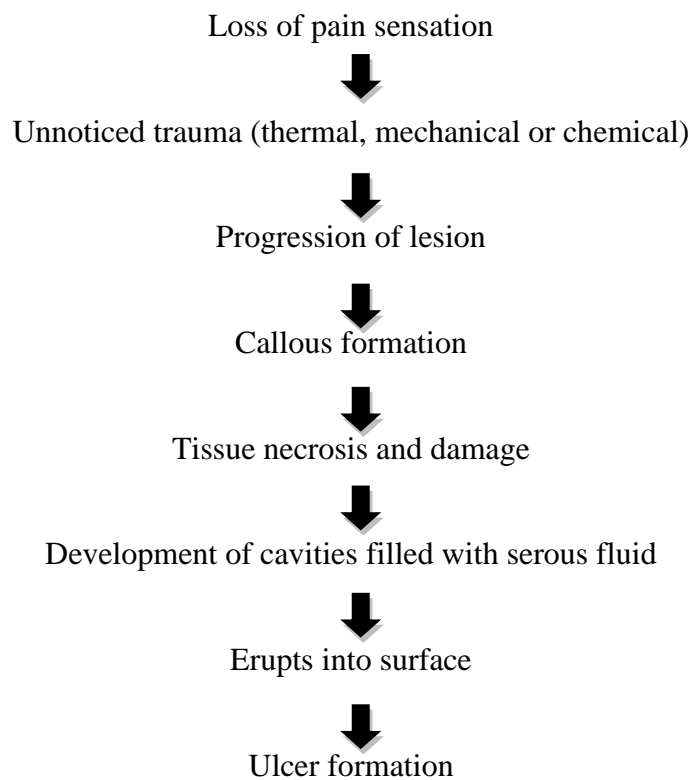 Loss of pain sensation
Unnoticed trauma (thermal, mechanical or chemical)
Progression of lesion
Callous formation
Tissue necrosis and damage
Development of cavities filled with serous fluid
Erupts into surface
Ulcer formation